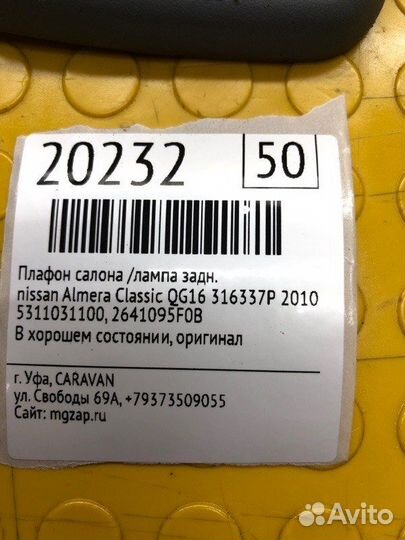 20232 50
Плафон салона /лампа задн.
nissan Almera Classic QG16 316337P 2010
5311031100, 2641095F0B
В хорошем состоянии, оригинал
г. Уфа, CARAVAN
ул. Свободы 69А, +79373509055
Сайт: mgzap.ru
Avito